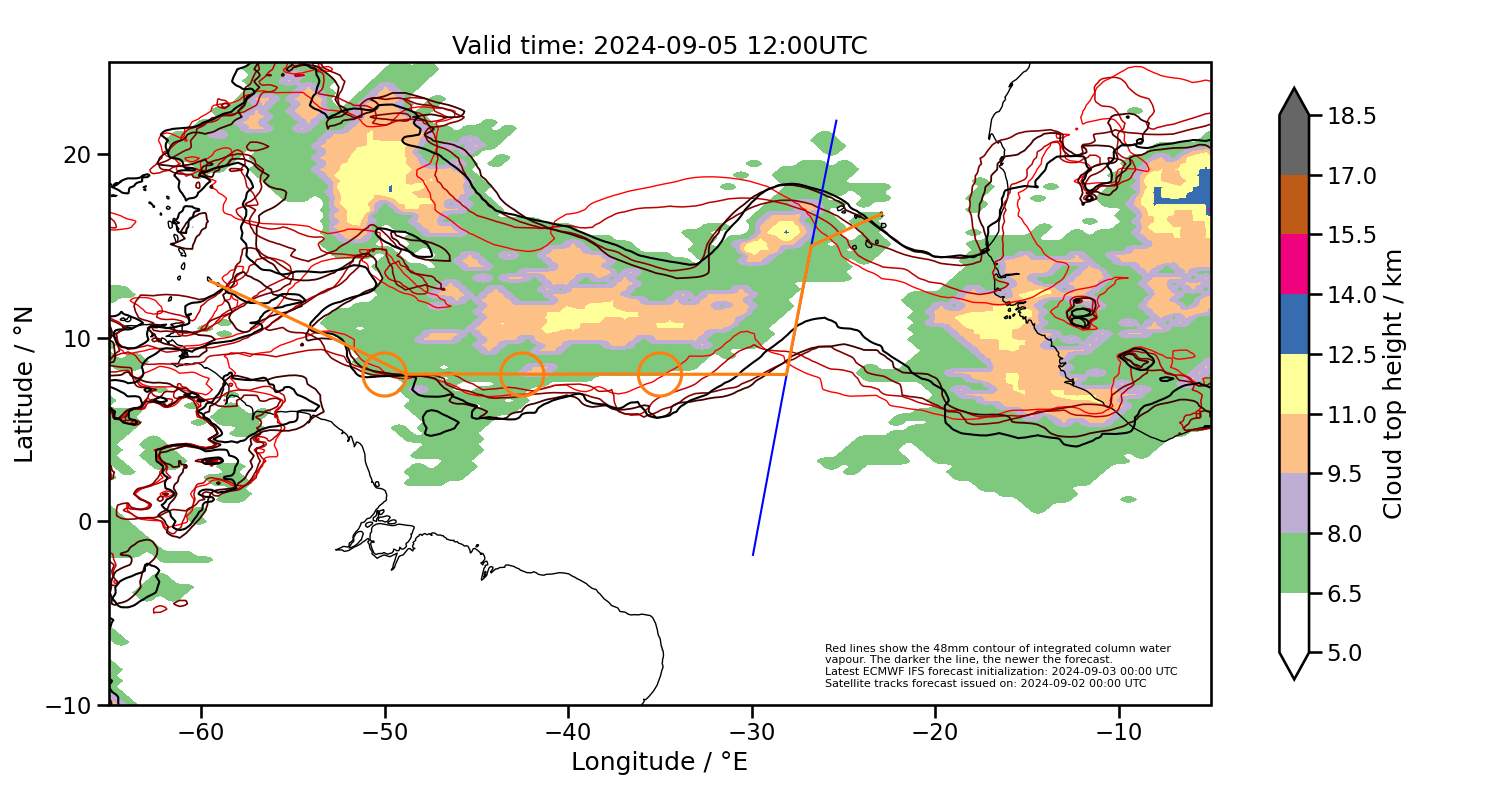 Valid time: 2024-09-05 12:00UTC
20
10
0
−10
Latitude / °N
−60
−50
−40
−30
−20
−10
Longitude / °E
Red lines show the 48mm contour of integrated column water
vapour. The darker the line, the newer the forecast.
Latest ECMWF IFS forecast initialization: 2024-09-03 00:00 UTC
Satellite tracks forecast issued on: 2024-09-02 00:00 UTC
18.5
17.0
15.5
14.0
12.5
11.0
9.5
8.0
6.5
5.0
Cloud top height / km